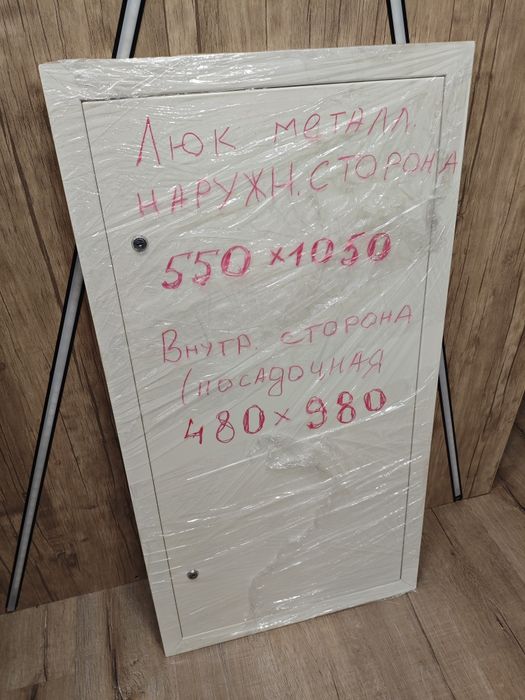 Люк металл.
наружн. сторона
550×1050
Внутр. сторона
(посадочная
480×980